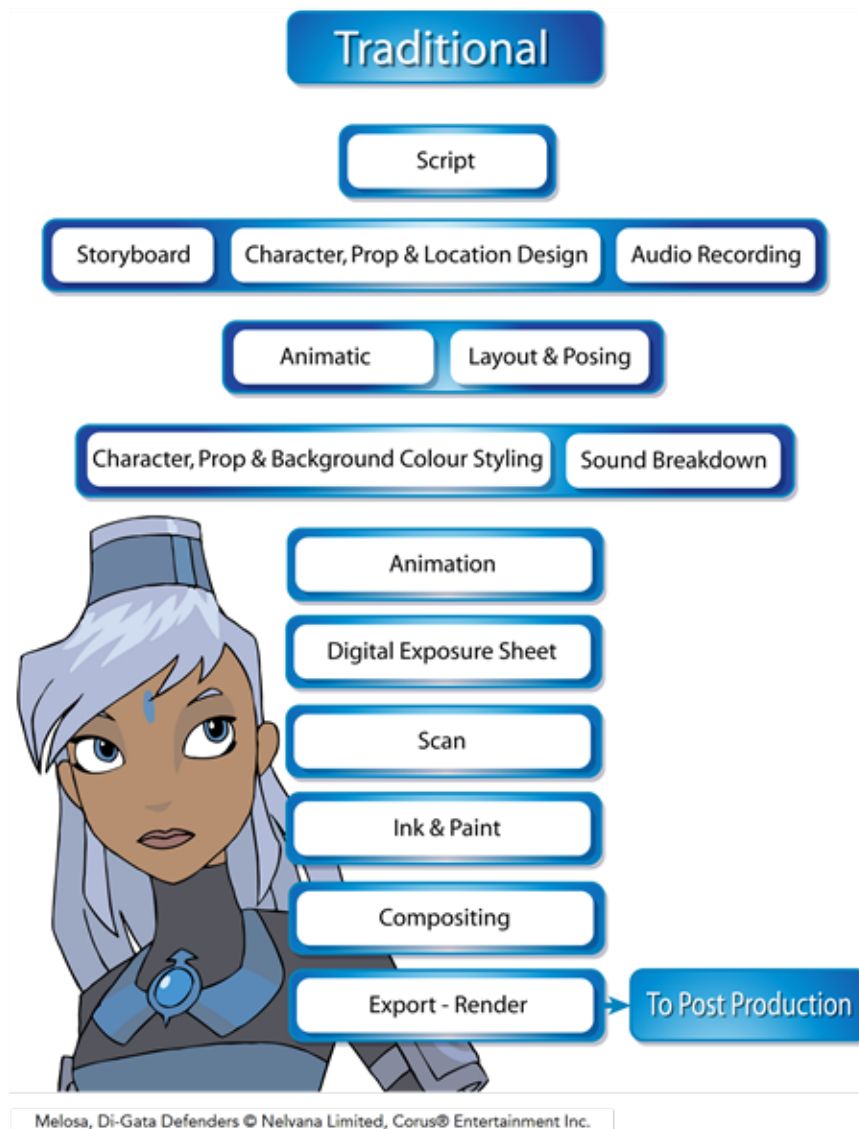 Traditional
Script
Storyboard
Character, Prop & Location Design
Audio Recording
Animatic
Layout & Posing
Character, Prop & Background Colour Styling
Sound Breakdown
Animation
Digital Exposure Sheet
Scan
Ink & Paint
Compositing
Export - Render
To Post Production
Melosa, Di-Gata Defenders © Nelvana Limited, Corus® Entertainment Inc.